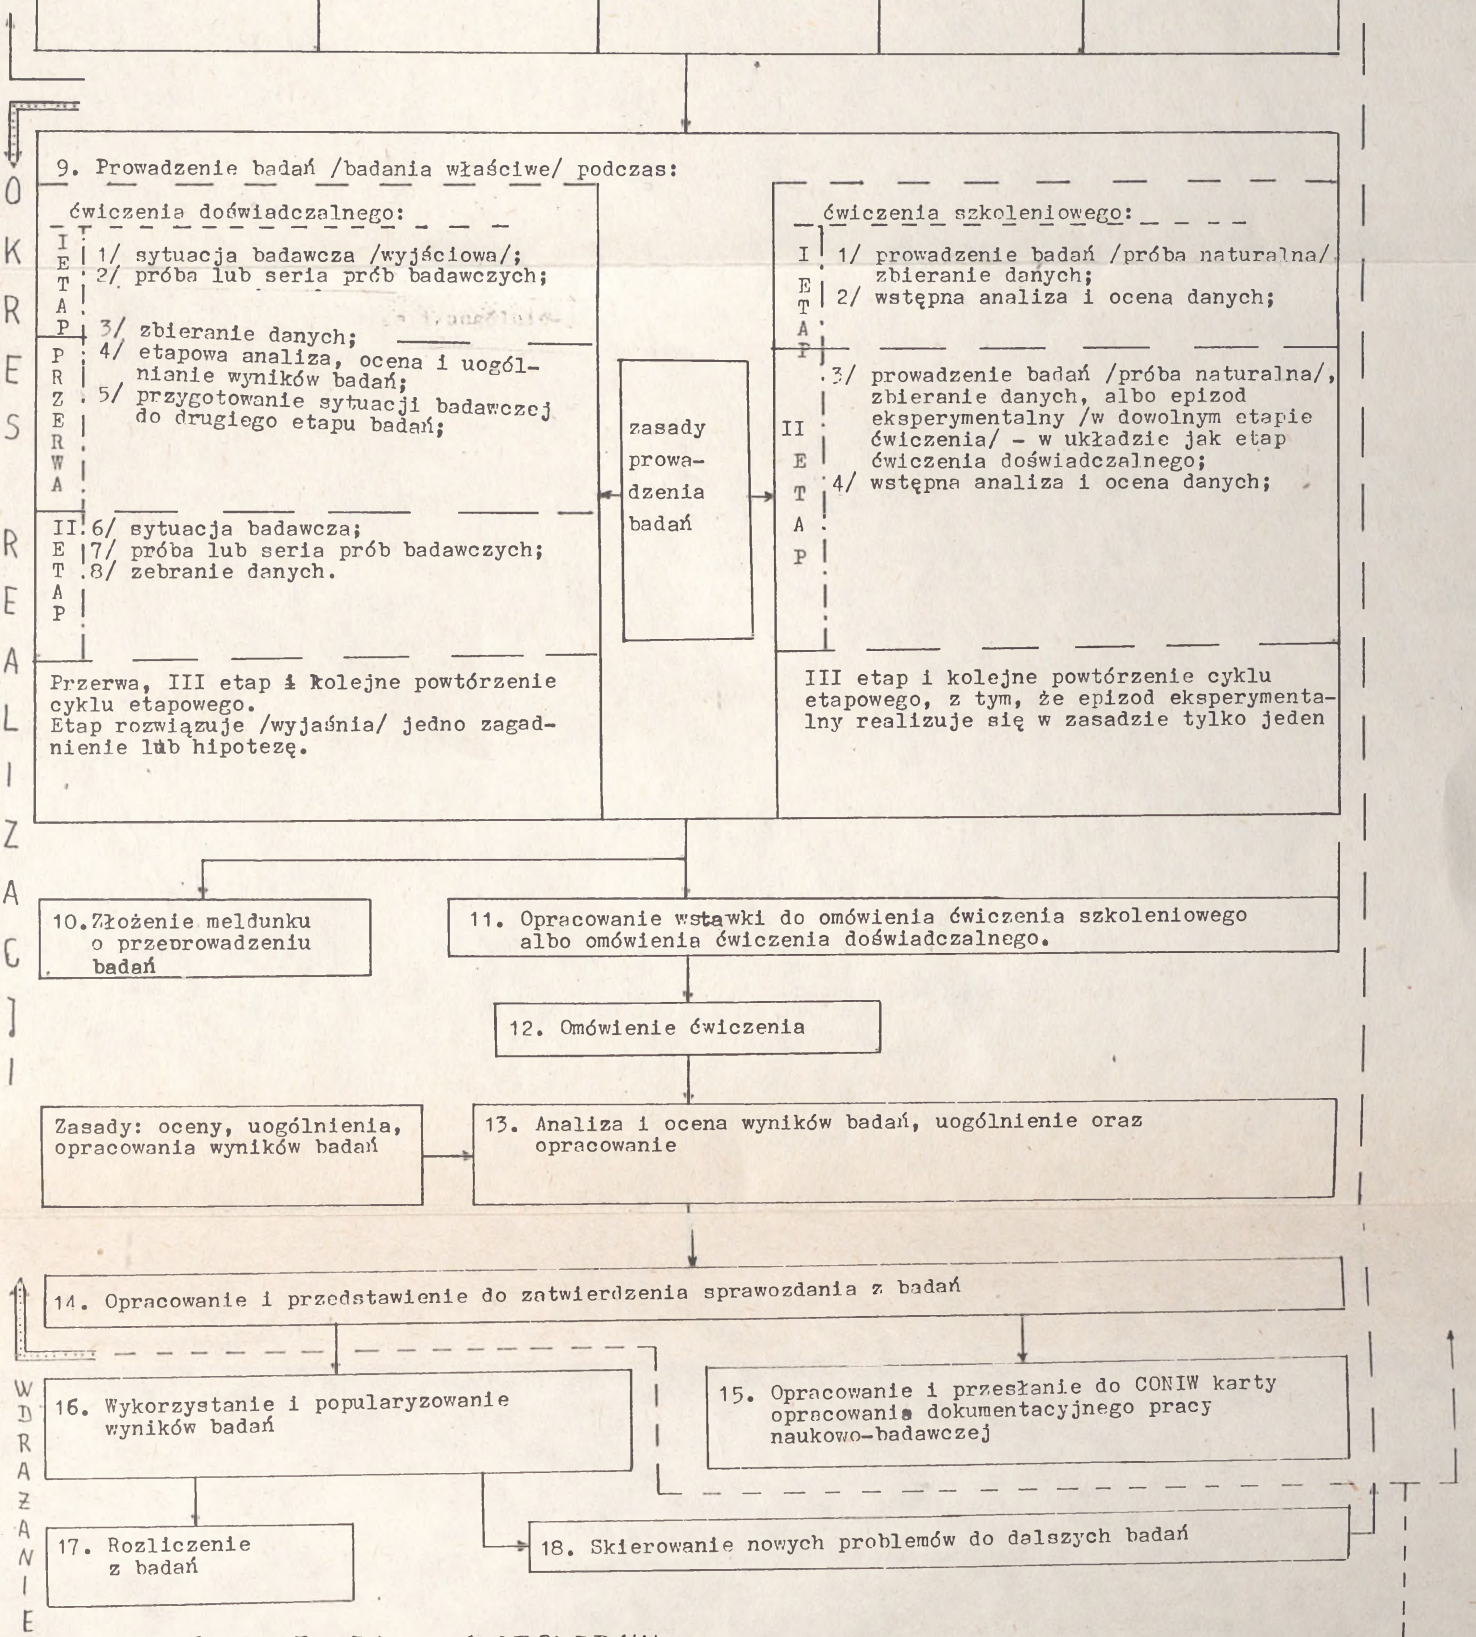 OKRES REALIZACJI
9. Prowadzenie badań /badania właściwe/ podczas:
ćwiczenia doświadczalnego:
I ETAP
1/ sytuacja badawcza /wyjściowa/;
2/ próba lub seria prób badawczych;
3/ zbieranie danych;
PRZERWA
4/ etapowa analiza, ocena i uogól-
nianie wyników badań;
5/ przygotowanie sytuacji badawczej
do drugiego etapu badań;
II ETAP
6/ sytuacja badawcza;
7/ próba lub seria prób badawczych;
8/ zebranie danych.
Przerwa, III etap i kolejne powtórzenie
cyklu etapowego.
Etap rozwiązuje /wyjaśnia/ jedno zagad-
nienie lub hipotezę.
zasady
prowa-
dzenia
badań
ćwiczenia szkoleniowego:
I ETAP
1/ prowadzenie badań /próba naturalna/
zbieranie danych;
2/ wstępna analiza i ocena danych;
II ETAP
3/ prowadzenie badań /próba naturalna/,
zbieranie danych, albo epizod
eksperymentalny /w dowolnym etapie
ćwiczenia/ - w układzie jak etap
ćwiczenia doświadczalnego;
4/ wstępna analiza i ocena danych;
III etap i kolejne powtórzenie cyklu
etapowego, z tym, że epizod eksperymenta-
lny realizuje się w zasadzie tylko jeden
10. Złożenie meldunku
o przeprowadzeniu
badań
11. Opracowanie wstawki do omówienia ćwiczenia szkoleniowego
albo omówienia ćwiczenia doświadczalnego.
12. Omówienie ćwiczenia
Zasady: oceny, uogólnienia,
opracowania wyników badań
13. Analiza i ocena wyników badań, uogólnienie oraz
opracowanie
14. Opracowanie i przedstawienie do zatwierdzenia sprawozdania z badań
WDRAŻANIE
16. Wykorzystanie i popularyzowanie
wyników badań
15. Opracowanie i przesłanie do CONIW karty
opracowania dokumentacyjnego pracy
naukowo-badawczej
17. Rozliczenie
z badań
18. Skierowanie nowych problemów do dalszych badań